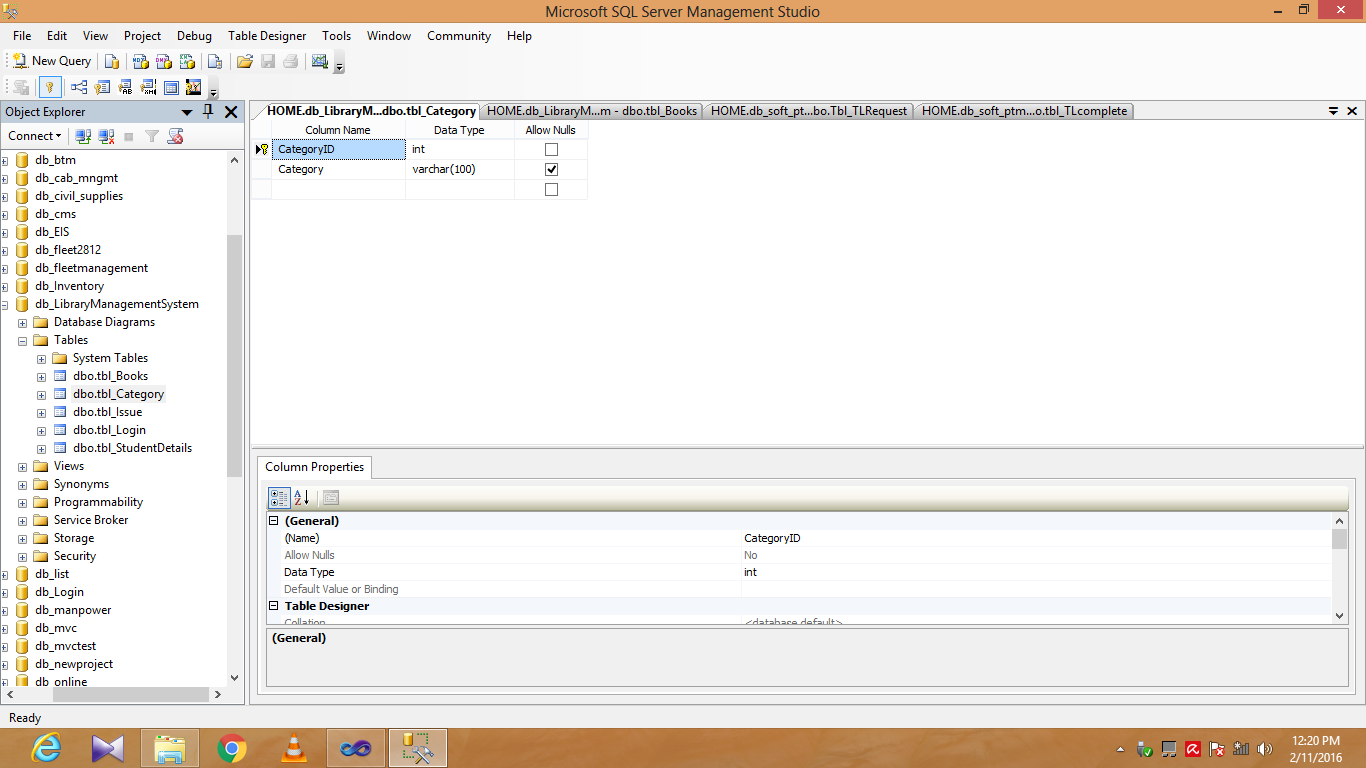 Microsoft SQL Server Management Studio
File Edit View Project Debug Table Designer Tools Window Community Help
New Query
Object Explorer
Connect
db_btm
db_cab_mngmt
db_civil_supplies
db_cms
db_EIS
db_fleet2812
db_fleetmanagement
db_Inventory
db_LibraryManagementSystem
Database Diagrams
Tables
System Tables
dbo.tbl_Books
dbo.tbl_Category
dbo.tbl_Issue
dbo.tbl_Login
dbo.tbl_StudentDetails
Views
Synonyms
Programmability
Service Broker
Storage
Security
db_list
db_Login
db_manpower
db_mvc
db_mvctest
db_newproject
db_online
HOME.db_LibraryM...dbo.tbl_Category HOME.db_LibraryM...m - dbo.tbl_Books HOME.db_soft_pt...bo.Tbl_TLRequest HOME.db_soft_ptm...o.tbl_TLcomplete
Column Name Data Type Allow Nulls
CategoryID int
Category varchar(100)
Column Properties
(General)
(Name) CategoryID
Allow Nulls No
Data Type int
Default Value or Binding
Table Designer
Collation <database default>
(General)
Ready
12:20 PM
2/11/2016